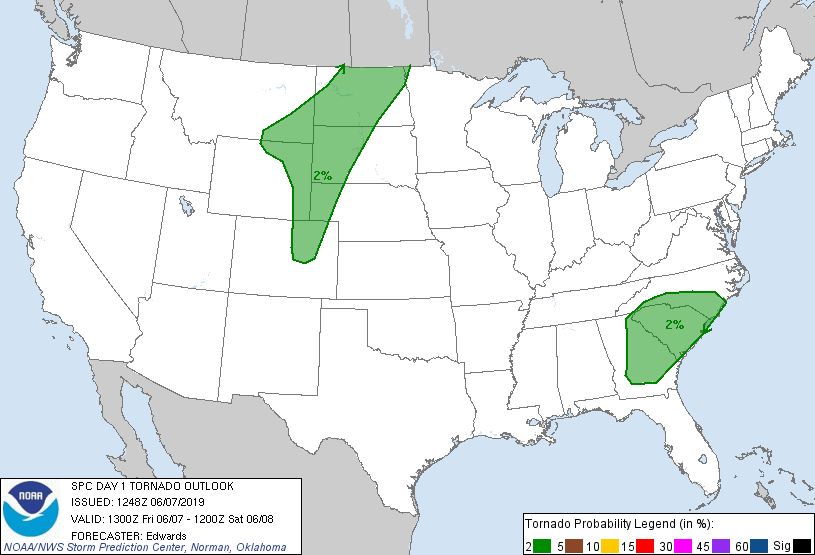 2%
2%
NOAA
SPC DAY 1 TORNADO OUTLOOK
ISSUED: 1248Z 06/07/2019
VALID: 1300Z Fri 06/07 - 1200Z Sat 06/08
FORECASTER: Edwards
NOAA/NWS Storm Prediction Center, Norman, Oklahoma
Tornado Probability Legend (in %):
2 5 10 15 30 45 60 Sig